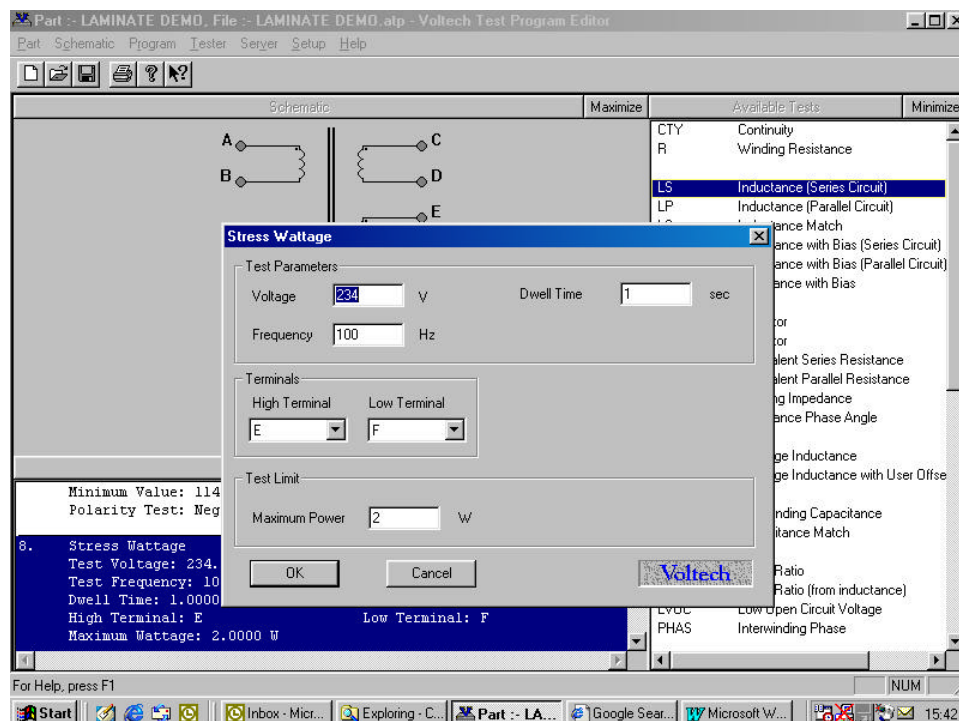 Part :- LAMINATE DEMO, File :- LAMINATE DEMO.atp - Voltech Test Program Editor
Part Schematic Program Tester Server Setup Help
Schematic Maximize Available Tests Minimize
A
B
C
D
E
CTY Continuity
R Winding Resistance
LS Inductance (Series Circuit)
LP Inductance (Parallel Circuit)
tance Match
ance with Bias (Series Circuit)
ance with Bias (Parallel Circuit)
ance with Bias
tor
tor
alent Series Resistance
alent Parallel Resistance
ng Impedance
ance Phase Angle
ge Inductance
ge Inductance with User Offse
nding Capacitance
itance Match
Ratio
Ratio (from inductance)
LVOC Low Open Circuit Voltage
PHAS Interwinding Phase
Stress Wattage
Test Parameters
Voltage 234 V Dwell Time 1 sec
Frequency 100 Hz
Terminals
High Terminal Low Terminal
E F
Test Limit
Maximum Power 2 W
OK Cancel Voltech
Minimum Value: 114
Polarity Test: Neg
8. Stress Wattage
Test Voltage: 234.
Test Frequency: 10
Dwell Time: 1.0000
High Terminal: E Low Terminal: F
Maximum Wattage: 2.0000 W
For Help, press F1 NUM
Start Inbox - Micr... Exploring - C... Part :- LA... Google Sear... Microsoft W... 15:42